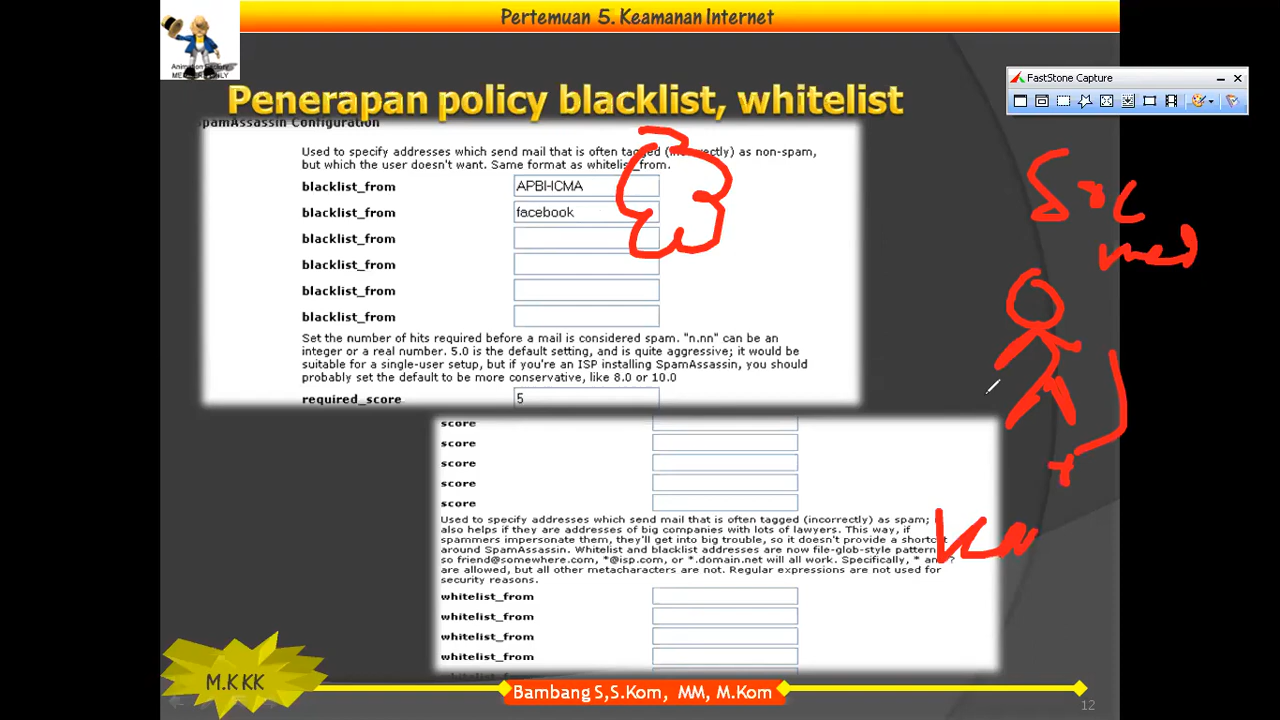 Pertemuan 5. Keamanan Internet
FastStone Capture
Penerapan policy blacklist, whitelist
SpamAssassin Configuration
Used to specify addresses which send mail that is often tagged (incorrectly) as non-spam,
but which the user doesn't want. Same format as whitelist_from.
blacklist_from APBI-ICMA
blacklist_from facebook
blacklist_from
blacklist_from
blacklist_from
blacklist_from
Set the number of hits required before a mail is considered spam. "n.nn" can be an
integer or a real number. 5.0 is the default setting, and is quite aggressive; it would be
suitable for a single-user setup, but if you're an ISP installing SpamAssassin, you should
probably set the default to be more conservative, like 8.0 or 10.0
required_score 5
Soc
med
score
score
score
score
score
Used to specify addresses which send mail that is often tagged (incorrectly) as spam; i
also helps if they are addresses of big companies with lots of lawyers. This way, if
spammers impersonate them, they'll get into big trouble, so it doesn't provide a shortc
around SpamAssassin. Whitelist and blacklist addresses are now file-glob-style pattern
so friend@somewhere.com, *@isp.com, or *.domain.net will all work. Specifically, * an ?
are allowed, but all other metacharacters are not. Regular expressions are not used for
security reasons.
whitelist_from
whitelist_from
whitelist_from
whitelist_from
M.KKK
Bambang S,S.Kom, MM, M.Kom
12